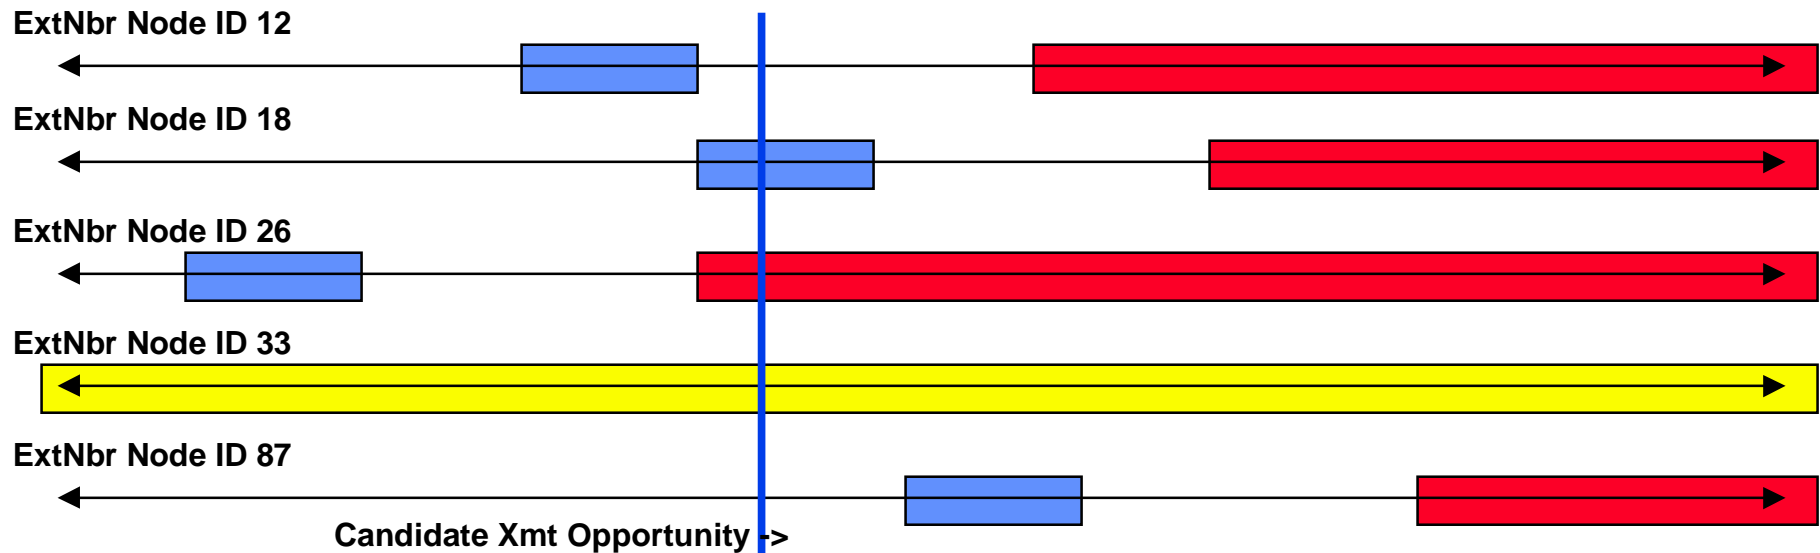 ExtNbr Node ID 12
ExtNbr Node ID 18
ExtNbr Node ID 26
ExtNbr Node ID 33
ExtNbr Node ID 87
Candidate Xmt Opportunity ->